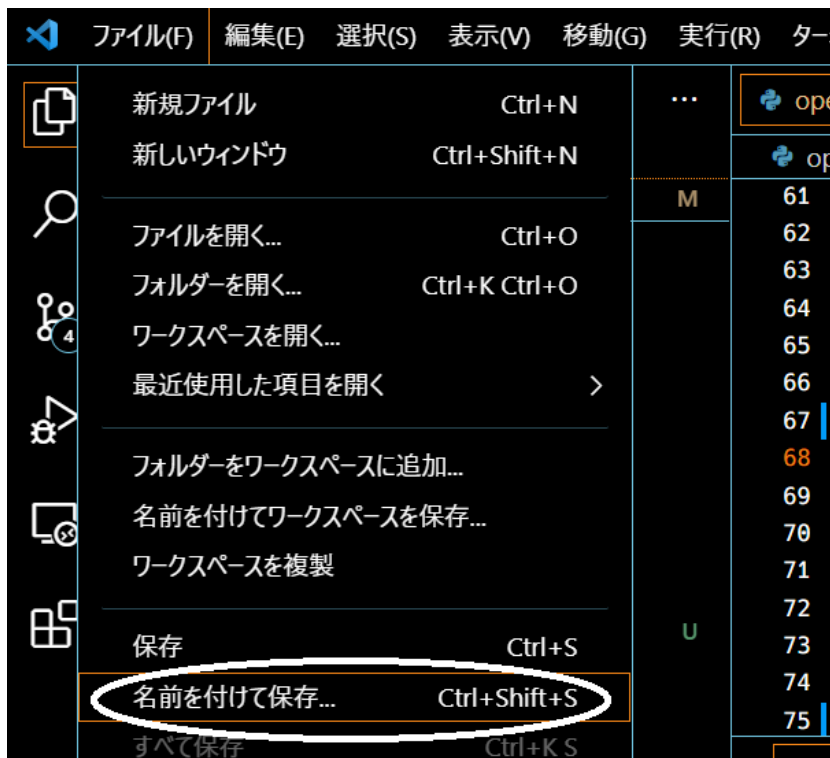 ファイル(F) 編集(E) 選択(S) 表示(V) 移動(G) 実行(R)
新規ファイル Ctrl+N
新しいウィンドウ Ctrl+Shift+N
ファイルを開く... Ctrl+O
フォルダーを開く... Ctrl+K Ctrl+O
ワークスペースを開く...
最近使用した項目を開く
フォルダーをワークスペースに追加...
名前を付けてワークスペースを保存...
ワークスペースを複製
保存 Ctrl+S
名前を付けて保存... Ctrl+Shift+S
すべて保存 Ctrl+K S
4
M
U
ope
op
61
62
63
64
65
66
67
68
69
70
71
72
73
74
75